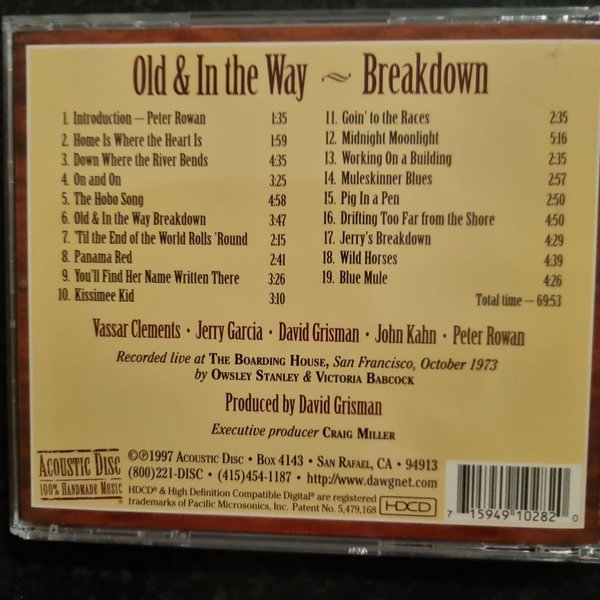 Old & In the Way ~ Breakdown
1. Introduction — Peter Rowan 1:35
2. Home Is Where the Heart Is 1:59
3. Down Where the River Bends 4:35
4. On and On 3:25
5. The Hobo Song 4:58
6. Old & In the Way Breakdown 3:47
7. 'Til the End of the World Rolls 'Round 2:15
8. Panama Red 2:41
9. You'll Find Her Name Written There 3:26
10. Kissimee Kid 3:10
11. Goin' to the Races 2:35
12. Midnight Moonlight 5:16
13. Working On a Building 2:35
14. Muleskinner Blues 2:57
15. Pig In a Pen 2:50
16. Drifting Too Far from the Shore 4:50
17. Jerry's Breakdown 4:29
18. Wild Horses 4:39
19. Blue Mule 4:26
Total time — 69:53
Vassar Clements • Jerry Garcia • David Grisman • John Kahn • Peter Rowan
Recorded live at THE BOARDING HOUSE, San Francisco, October 1973
by OWSLEY STANLEY & VICTORIA BABCOCK
Produced by David Grisman
Executive producer CRAIG MILLER
ACOUSTIC DISC
100% HANDMADE MUSIC
©℗1997 ACOUSTIC DISC • BOX 4143 • SAN RAFAEL, CA • 94913
(800)221-DISC • (415)454-1187 • http://www.dawgnet.com
HDCD® & High Definition Compatible Digital® are registered
trademarks of Pacific Microsonics, Inc. Patent No. 5,479,168
HDCD
7 15949 10282 0